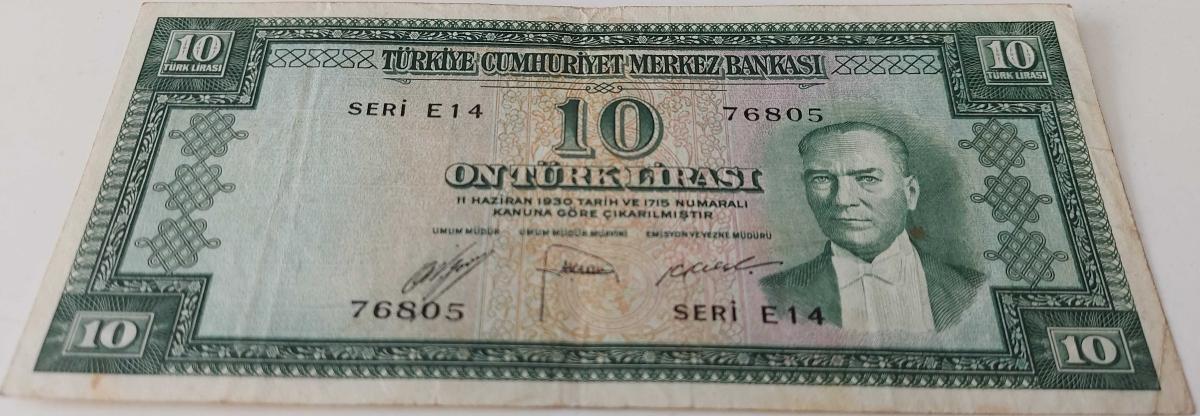 10
TÜRK LİRASI
TÜRKİYE CUMHURİYET MERKEZ BANKASI
10
TÜRK LİRASI
SERİ E14
10
76805
ON TÜRK LİRASI
11 HAZİRAN 1930 TARİH VE 1715 NUMARALI
KANUNA GÖRE ÇIKARILMIŞTIR
UMUM MÜDÜR
UMUM MÜDÜR MUAVİNİ
EMİSYON VE VEZNE MÜDÜRÜ
76805
SERİ E14
10
10